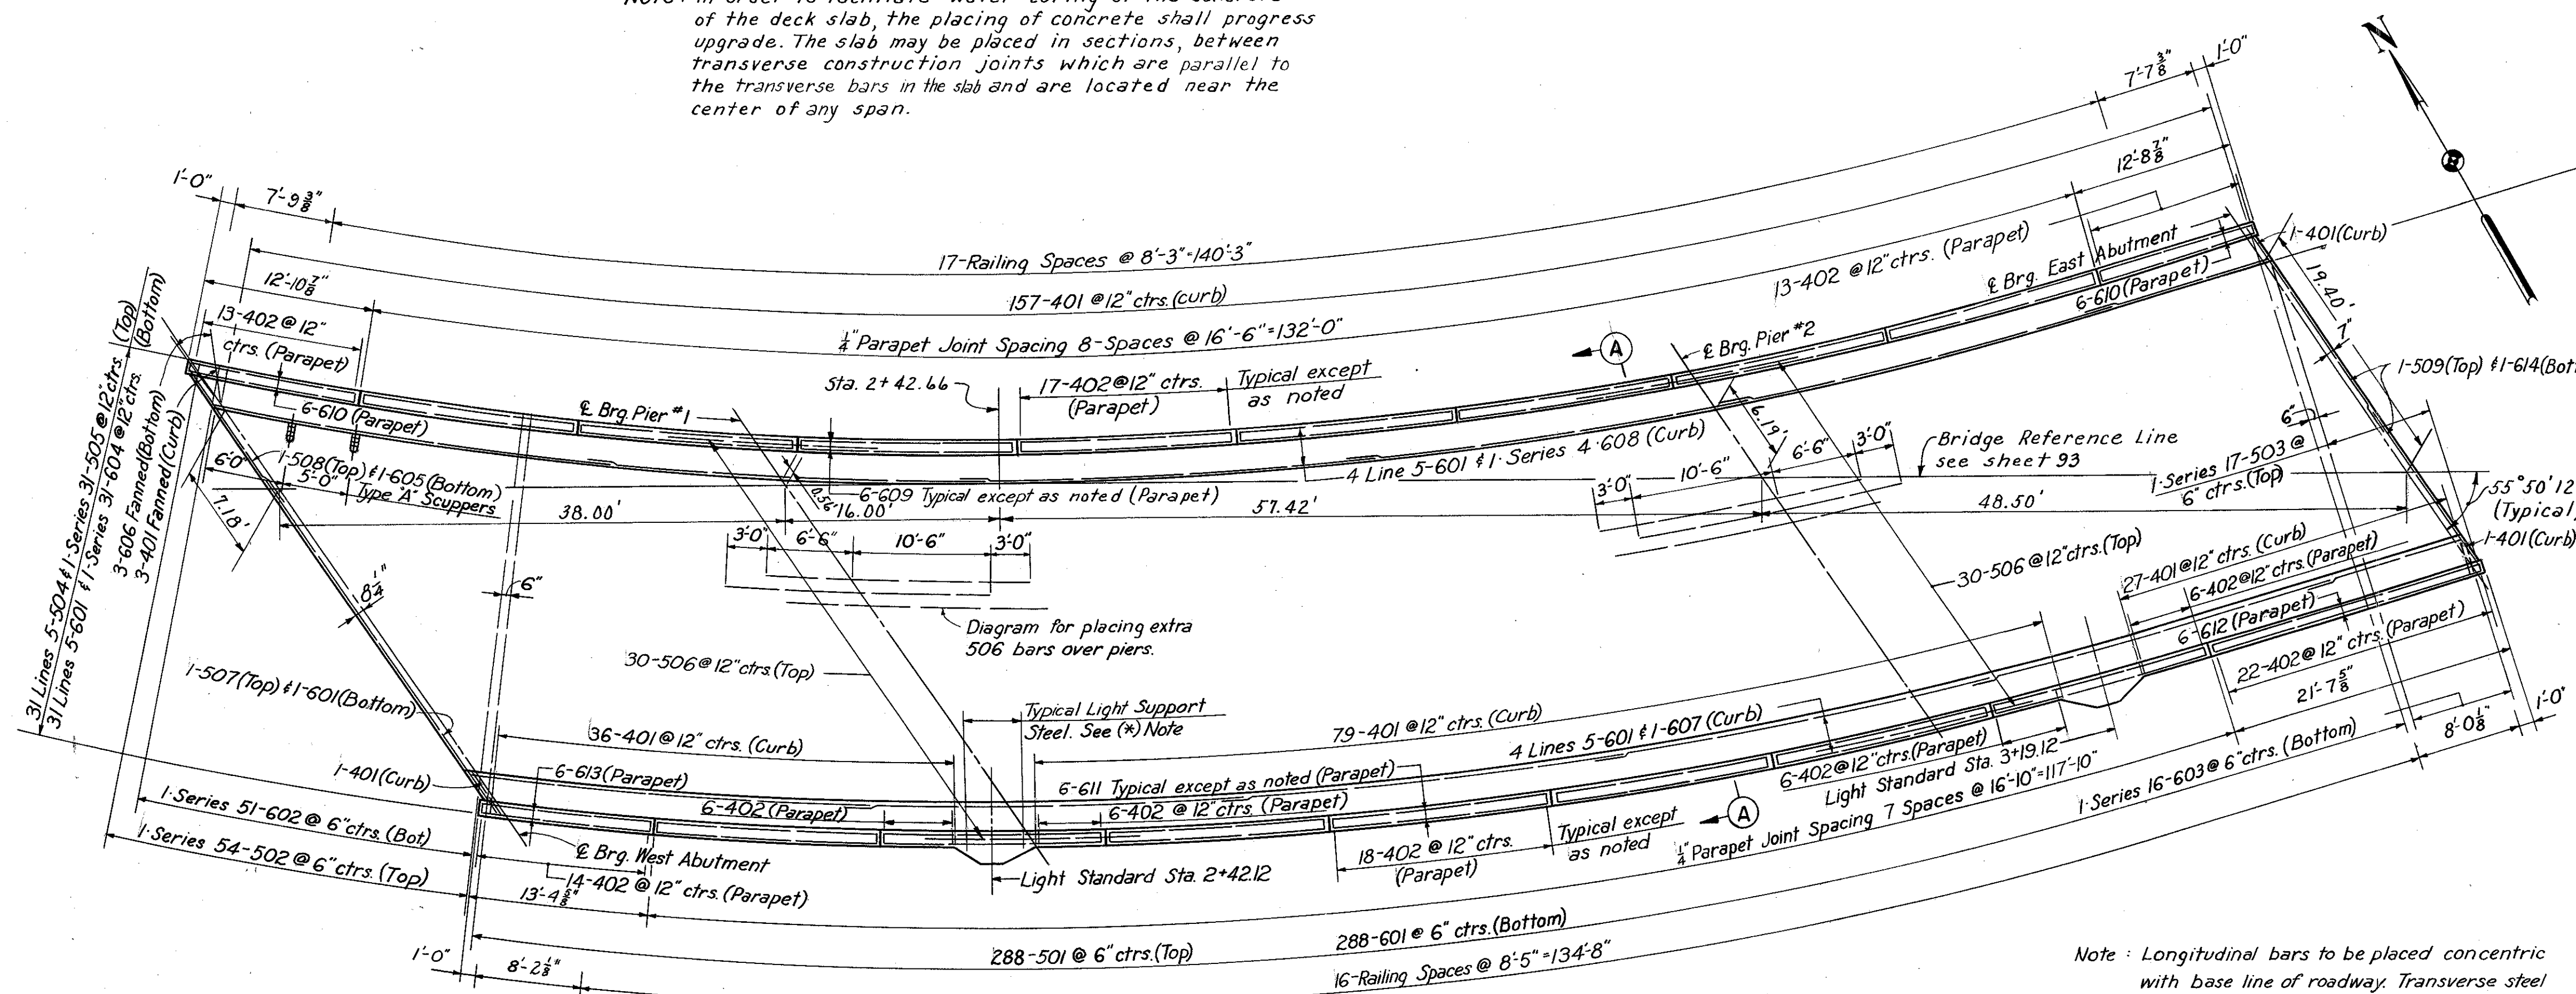 Note: In order to facilitate water curing of the concrete
of the deck slab, the placing of concrete shall progress
upgrade. The slab may be placed in sections, between
transverse construction joints which are parallel to
the transverse bars in the slab and are located near the
center of any span.
N
1'-0"
7'-7 3/8"
12'-8 7/8"
1'-0"
7'-9 3/8"
17-Railing Spaces @ 8'-3"=140'-3"
157-401 @ 12" ctrs. (curb)
1/4" Parapet Joint Spacing 8-Spaces @ 16'-6"=132'-0"
13-402 @ 12" ctrs. (Parapet)
℄ Brg. East Abutment
1-401 (Curb)
6-610 (Parapet)
19.40'
7"
12'-10 7/8"
13-402 @ 12"
ctrs. (Parapet)
6-610 (Parapet)
31 Lines 5-504 & 1-Series 31-505 @ 12" ctrs. (Top)
31 Lines 5-601 & 1-Series 31-604 @ 12" ctrs. (Bottom)
3-606 Fanned (Bottom)
3-401 Fanned (Curb)
Sta. 2+42.66
17-402 @ 12" ctrs.
(Parapet)
Typical except
as noted
A
℄ Brg. Pier #2
℄ Brg. Pier #1
1-509 (Top) & 1-614 (Bot
6"
6'-0"
1-508 (Top) & 1-605 (Bottom)
5'-0"
Type "A" Scuppers
7.18'
38.00'
16.00'
57.42'
48.50'
6-609 Typical except as noted (Parapet)
4 Line 5-601 & 1-Series 4-608 (Curb)
6.19'
6'-6"
3'-0"
3'-0"
10'-6"
Bridge Reference Line
see sheet 93
1-Series 17-503 @
6" ctrs. (Top)
55°50'12
(Typical
1-401 (Curb)
3'-0"
6'-6"
10'-6"
3'-0"
8 1/4"
6"
Diagram for placing extra
506 bars over piers.
30-506 @ 12" ctrs. (Top)
30-506 @ 12" ctrs. (Top)
27-401 @ 12" ctrs. (Curb)
6-402 @ 12" ctrs. (Parapet)
6-612 (Parapet)
22-402 @ 12" ctrs. (Parapet)
21'-7 5/8"
1'-0"
8'-0 1/8"
1-507 (Top) & 1-601 (Bottom)
Typical Light Support
Steel. See (*) Note
36-401 @ 12" ctrs. (Curb)
79-401 @ 12" ctrs. (Curb)
4 Lines 5-601 & 1-607 (Curb)
1-401 (Curb)
6-613 (Parapet)
6-611 Typical except as noted (Parapet)
6-402 (Parapet)
6-402 @ 12" ctrs. (Parapet)
6-402 @ 12" ctrs. (Parapet)
Light Standard Sta. 3+19.12
1/4" Parapet Joint Spacing 7 Spaces @ 16'-10"=117'-10"
1-Series 16-603 @ 6" ctrs. (Bottom)
A
1-Series 51-602 @ 6" ctrs. (Bot)
1-Series 54-502 @ 6" ctrs. (Top)
℄ Brg. West Abutment
14-402 @ 12" ctrs. (Parapet)
13'-4 5/8"
Light Standard Sta. 2+42.12
18-402 @ 12" ctrs.
(Parapet)
Typical except
as noted
1'-0"
8'-2 1/8"
288-501 @ 6" ctrs. (Top)
288-601 @ 6" ctrs. (Bottom)
16-Railing Spaces @ 8'-5"=134'-8"
Note: Longitudinal bars to be placed concentric
with base line of roadway. Transverse steel